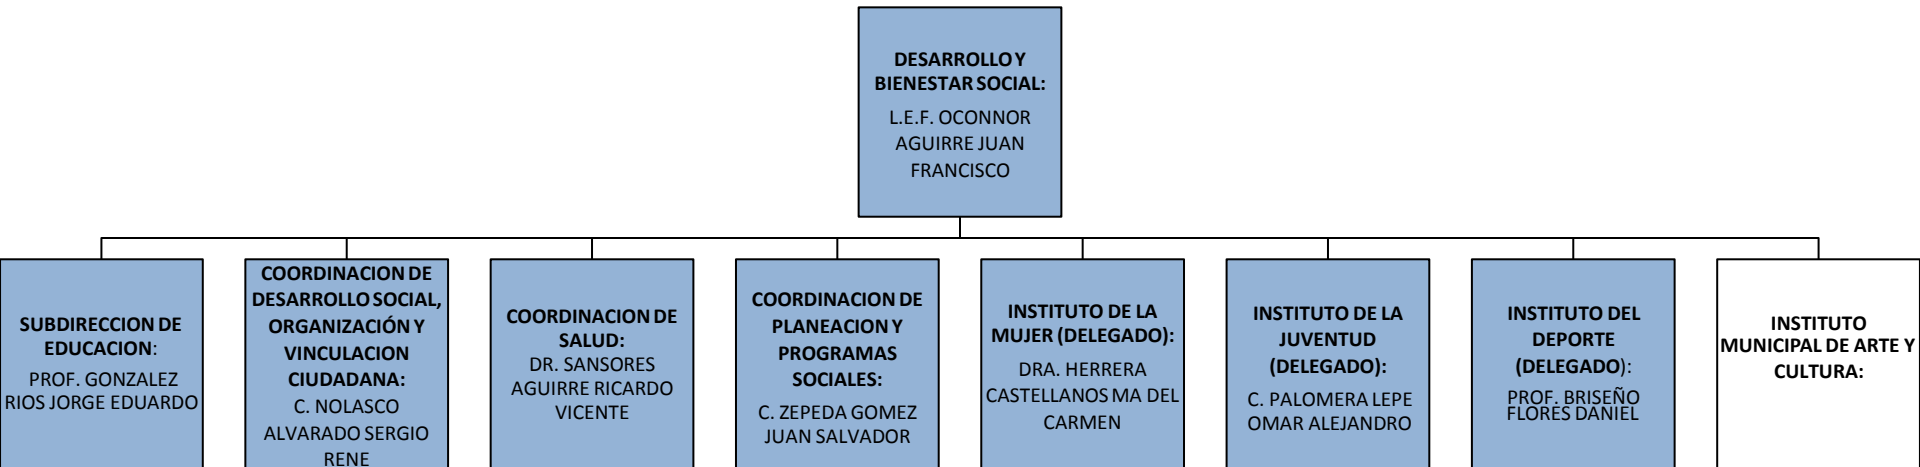 DESARROLLO Y
BIENESTAR SOCIAL:
L.E.F. OCONNOR
AGUIRRE JUAN
FRANCISCO
SUBDIRECCION DE
EDUCACION:
PROF. GONZALEZ
RIOS JORGE EDUARDO
COORDINACION DE
DESARROLLO SOCIAL,
ORGANIZACIÓN Y
VINCULACION
CIUDADANA:
C. NOLASCO
ALVARADO SERGIO
RENE
COORDINACION DE
SALUD:
DR. SANSORES
AGUIRRE RICARDO
VICENTE
COORDINACION DE
PLANEACION Y
PROGRAMAS
SOCIALES:
C. ZEPEDA GOMEZ
JUAN SALVADOR
INSTITUTO DE LA
MUJER (DELEGADO):
DRA. HERRERA
CASTELLANOS MA DEL
CARMEN
INSTITUTO DE LA
JUVENTUD
(DELEGADO):
C. PALOMERA LEPE
OMAR ALEJANDRO
INSTITUTO DEL
DEPORTE
(DELEGADO):
PROF. BRISEÑO
FLORES DANIEL
INSTITUTO
MUNICIPAL DE ARTE Y
CULTURA: